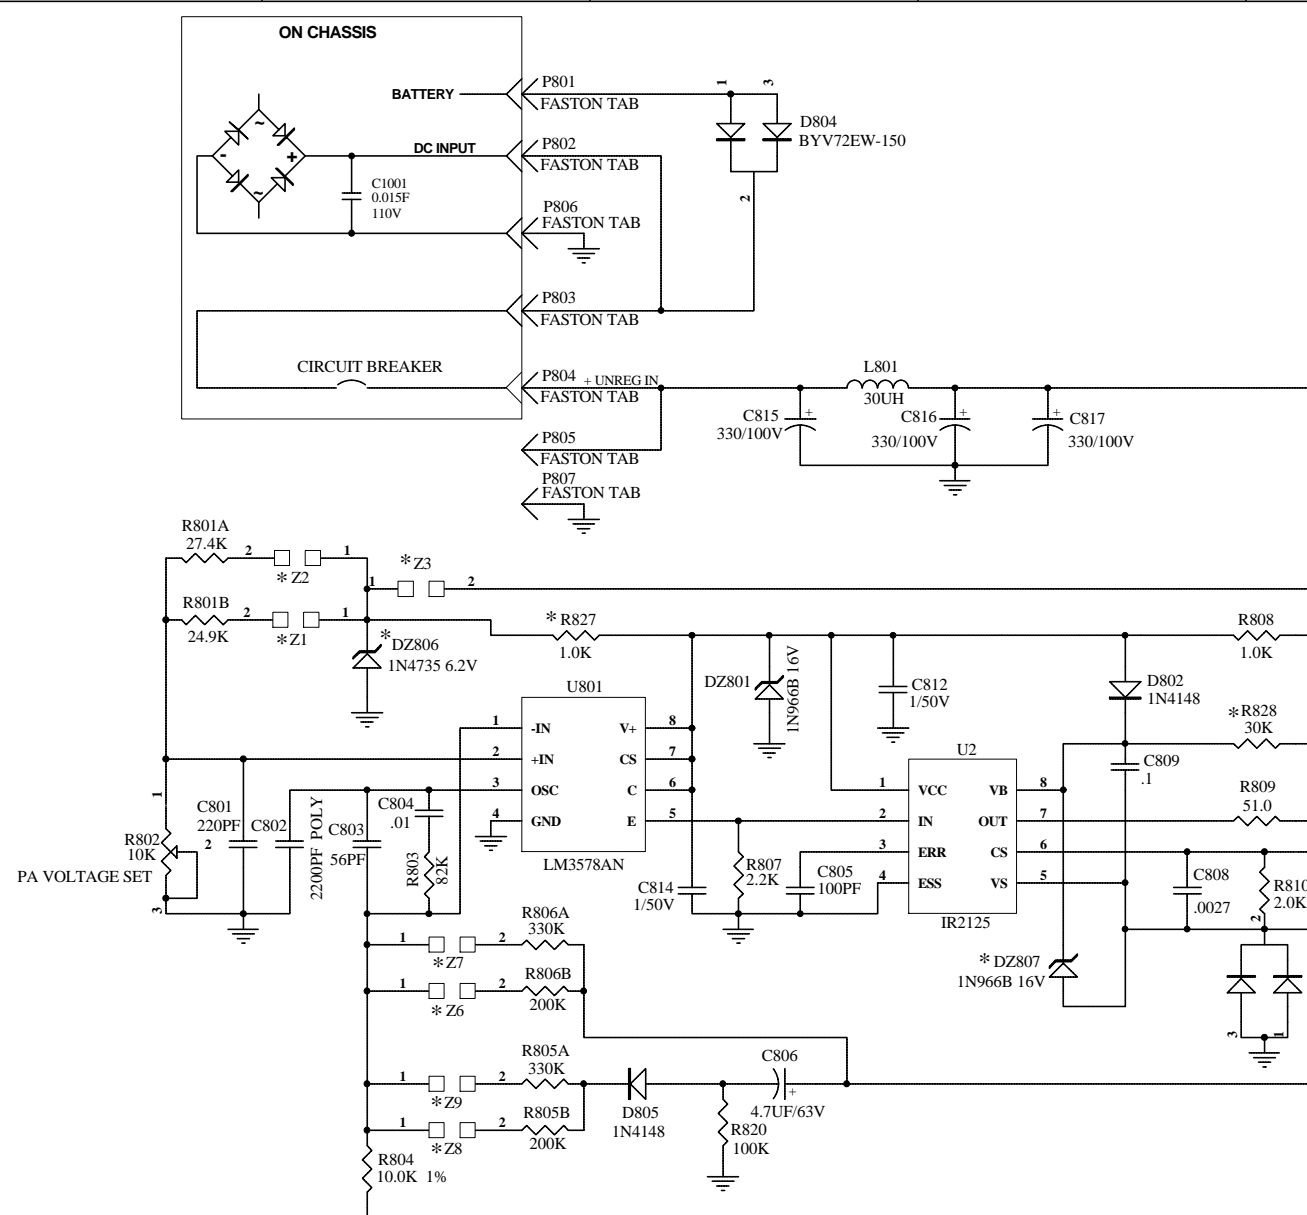 ON CHASSIS
BATTERY
P801
FASTON TAB
1
3
D804
BYV72EW-150
2
~
-
+
~
DC INPUT
P802
FASTON TAB
C1001
0.015F
110V
P806
FASTON TAB
P803
FASTON TAB
CIRCUIT BREAKER
P804
+ UNREG IN
FASTON TAB
L801
30UH
C815
+
330/100V
C816
+
330/100V
+
C817
330/100V
P805
FASTON TAB
P807
FASTON TAB
R801A
27.4K
2
1
*Z2
*Z3
1
2
R801B
24.9K
2
1
*Z1
*
DZ806
1N4735 6.2V
*R827
1.0K
R808
1.0K
DZ801
1N966B 16V
C812
1/50V
D802
1N4148
*R828
30K
C809
.1
R809
51.0
U801
1
-IN
V+
8
2
+IN
CS
7
3
OSC
C
6
4
GND
E
5
LM3578AN
U2
1
VCC
VB
8
2
IN
OUT
7
3
ERR
CS
6
4
ESS
VS
5
IR2125
1
R802
10K
2
3
PA VOLTAGE SET
C801
220PF
C802
2200PF POLY
C803
56PF
C804
.01
R803
82K
C814
1/50V
R807
2.2K
C805
100PF
C808
.0027
R810
2.0K
2
3
1
* DZ807
1N966B 16V
R806A
330K
1
2
*Z7
R806B
200K
1
2
*Z6
R805A
330K
1
2
*Z9
R805B
200K
1
2
*Z8
D805
1N4148
C806
+
4.7UF/63V
R820
100K
R804
10.0K 1%